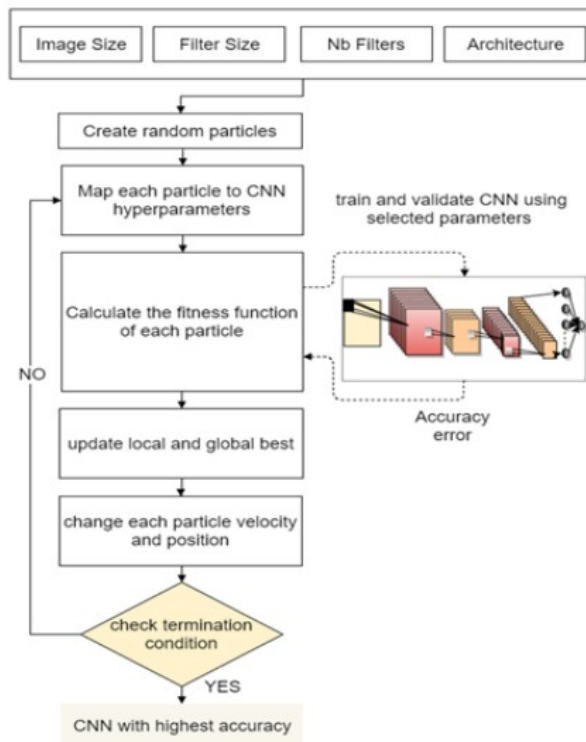 Image Size
Filter Size
Nb Filters
Architecture
Create random particles
Map each particle to CNN
hyperparameters
train and validate CNN using
selected parameters
Calculate the fitness function
of each particle
NO
Accuracy
error
update local and global best
change each particle velocity
and position
check termination
condition
YES
CNN with highest accuracy